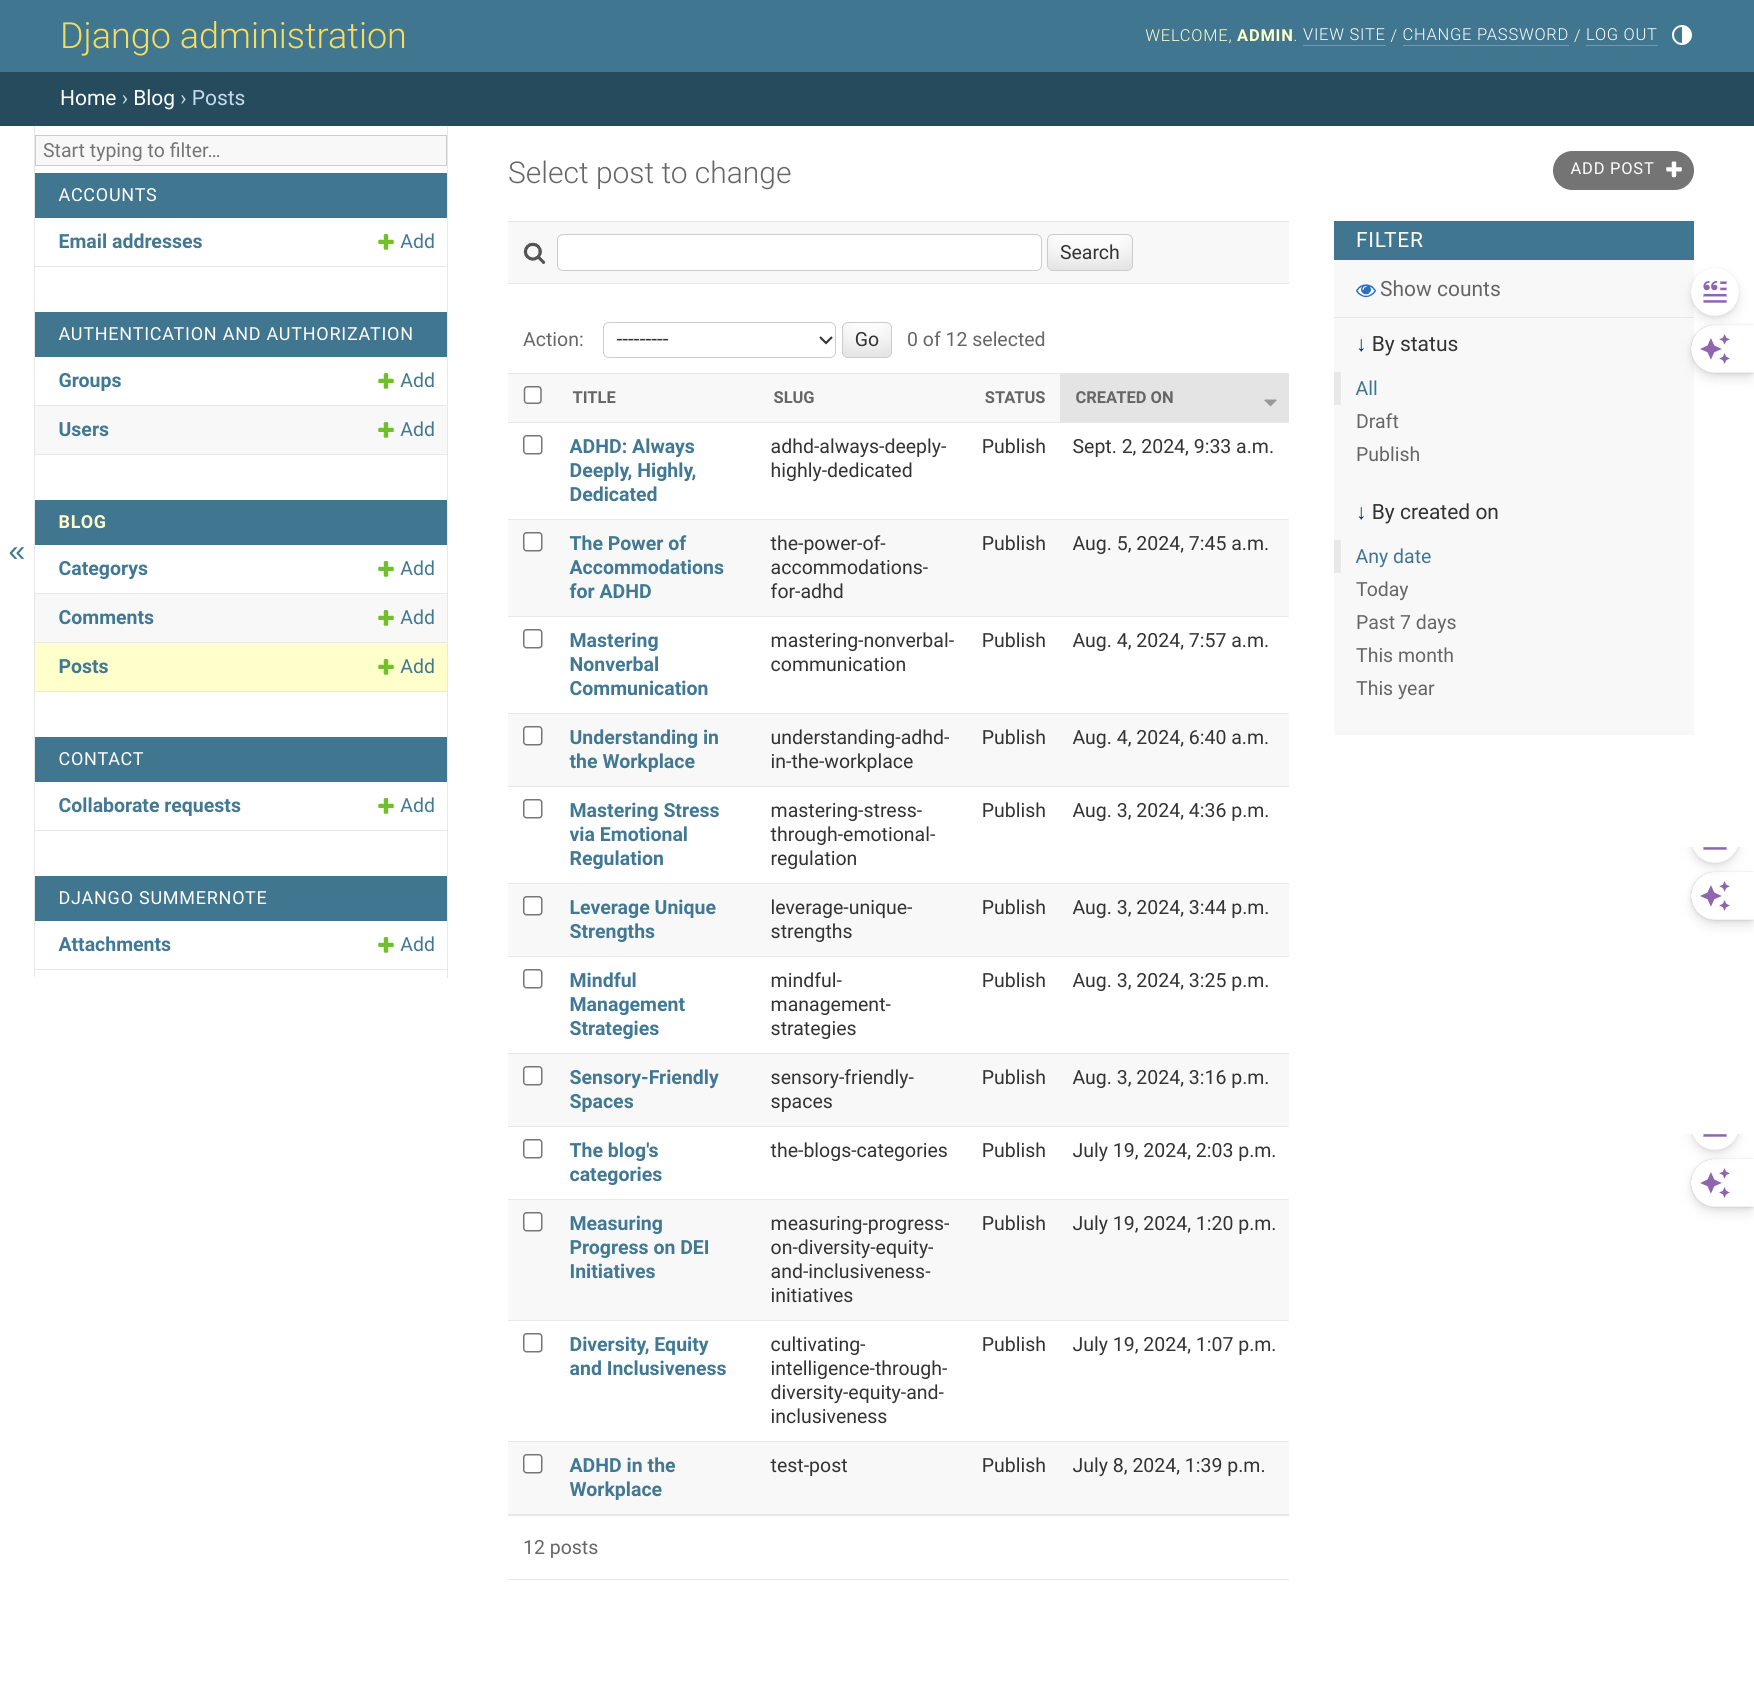 Django administration
WELCOME, ADMIN. VIEW SITE / CHANGE PASSWORD / LOG OUT
Home › Blog › Posts
Start typing to filter...
ACCOUNTS
Email addresses
Add
AUTHENTICATION AND AUTHORIZATION
Groups
Add
Users
Add
BLOG
Categorys
Add
Comments
Add
Posts
Add
CONTACT
Collaborate requests
Add
DJANGO SUMMERNOTE
Attachments
Add
«
Select post to change
ADD POST
Search
Action:
---------
Go
0 of 12 selected
TITLE
SLUG
STATUS
CREATED ON
ADHD: Always
Deeply, Highly,
Dedicated
adhd-always-deeply-
highly-dedicated
Publish
Sept. 2, 2024, 9:33 a.m.
The Power of
Accommodations
for ADHD
the-power-of-
accommodations-
for-adhd
Publish
Aug. 5, 2024, 7:45 a.m.
Mastering
Nonverbal
Communication
mastering-nonverbal-
communication
Publish
Aug. 4, 2024, 7:57 a.m.
Understanding in
the Workplace
understanding-adhd-
in-the-workplace
Publish
Aug. 4, 2024, 6:40 a.m.
Mastering Stress
via Emotional
Regulation
mastering-stress-
through-emotional-
regulation
Publish
Aug. 3, 2024, 4:36 p.m.
Leverage Unique
Strengths
leverage-unique-
strengths
Publish
Aug. 3, 2024, 3:44 p.m.
Mindful
Management
Strategies
mindful-
management-
strategies
Publish
Aug. 3, 2024, 3:25 p.m.
Sensory-Friendly
Spaces
sensory-friendly-
spaces
Publish
Aug. 3, 2024, 3:16 p.m.
The blog's
categories
the-blogs-categories
Publish
July 19, 2024, 2:03 p.m.
Measuring
Progress on DEI
Initiatives
measuring-progress-
on-diversity-equity-
and-inclusiveness-
initiatives
Publish
July 19, 2024, 1:20 p.m.
Diversity, Equity
and Inclusiveness
cultivating-
intelligence-through-
diversity-equity-and-
inclusiveness
Publish
July 19, 2024, 1:07 p.m.
ADHD in the
Workplace
test-post
Publish
July 8, 2024, 1:39 p.m.
12 posts
FILTER
Show counts
↓ By status
All
Draft
Publish
↓ By created on
Any date
Today
Past 7 days
This month
This year